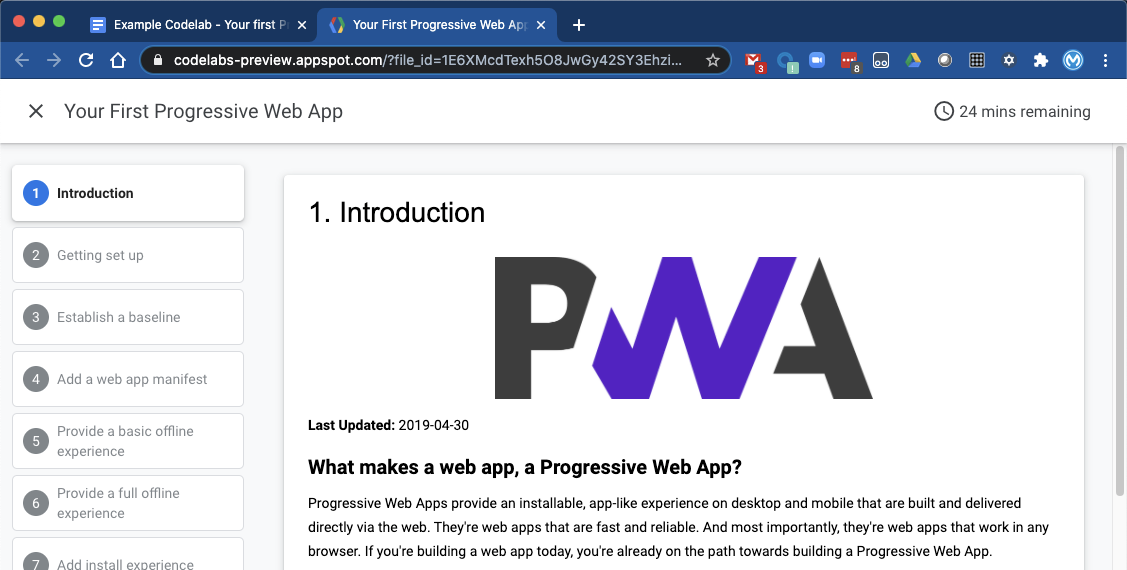 Example Codelab - Your first P
Your First Progressive Web App
codelabs-preview.appspot.com/?file_id=1E6XMcdTexh5O8JwGy42SY3Ehzi...
3
8
Your First Progressive Web App
24 mins remaining
1 Introduction
2 Getting set up
3 Establish a baseline
4 Add a web app manifest
5 Provide a basic offline
experience
6 Provide a full offline
experience
7 Add install experience
1. Introduction
PWA
Last Updated: 2019-04-30
What makes a web app, a Progressive Web App?
Progressive Web Apps provide an installable, app-like experience on desktop and mobile that are built and delivered
directly via the web. They're web apps that are fast and reliable. And most importantly, they're web apps that work in any
browser. If you're building a web app today, you're already on the path towards building a Progressive Web App.